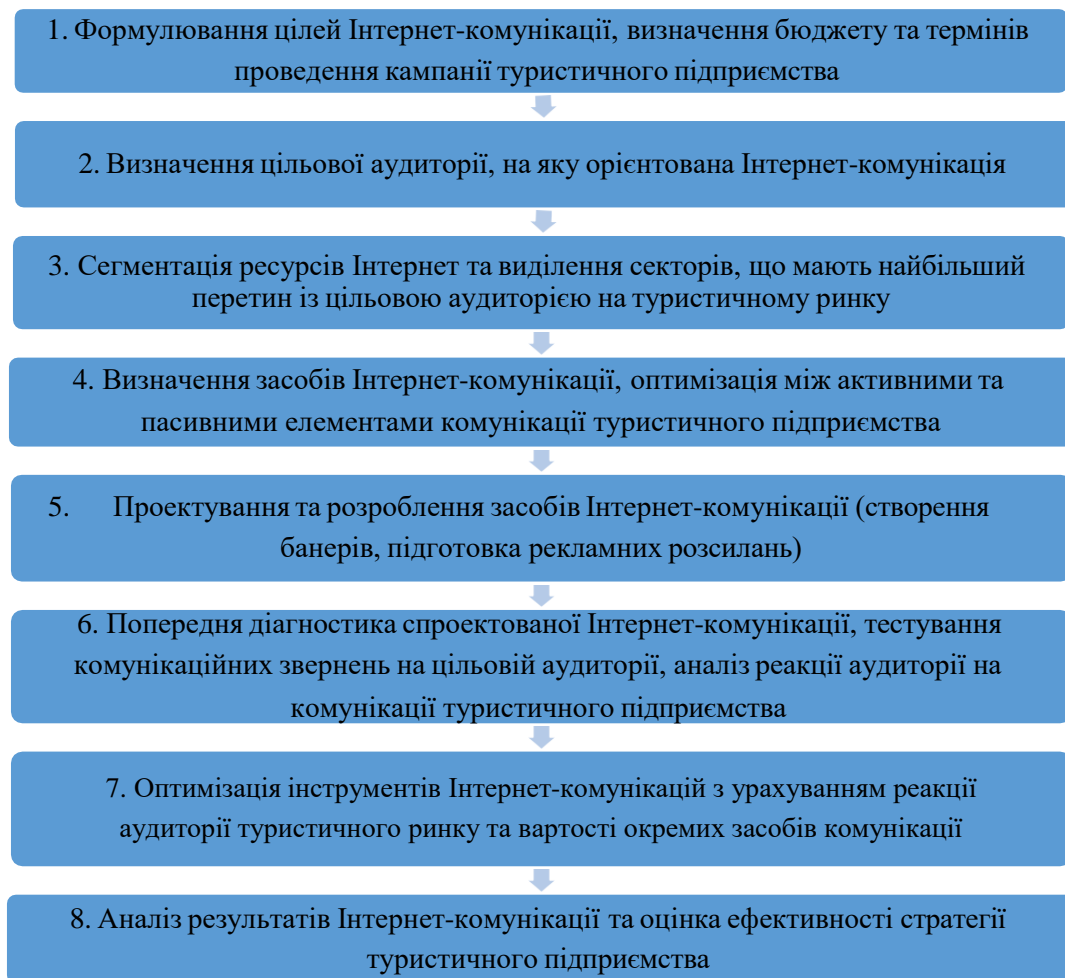 1. Формулювання цілей Інтернет-комунікації, визначення бюджету та термінів
проведення кампанії туристичного підприємства
2. Визначення цільової аудиторії, на яку орієнтована Інтернет-комунікація
3. Сегментація ресурсів Інтернет та виділення секторів, що мають найбільший
перетин із цільовою аудиторією на туристичному ринку
4. Визначення засобів Інтернет-комунікації, оптимізація між активними та
пасивними елементами комунікації туристичного підприємства
5. Проектування та розроблення засобів Інтернет-комунікації (створення
банерів, підготовка рекламних розсилань)
6. Попередня діагностика спроектованої Інтернет-комунікації, тестування
комунікаційних звернень на цільовій аудиторії, аналіз реакції аудиторії на
комунікації туристичного підприємства
7. Оптимізація інструментів Інтернет-комунікацій з урахуванням реакції
аудиторії туристичного ринку та вартості окремих засобів комунікації
8. Аналіз результатів Інтернет-комунікації та оцінка ефективності стратегії
туристичного підприємства